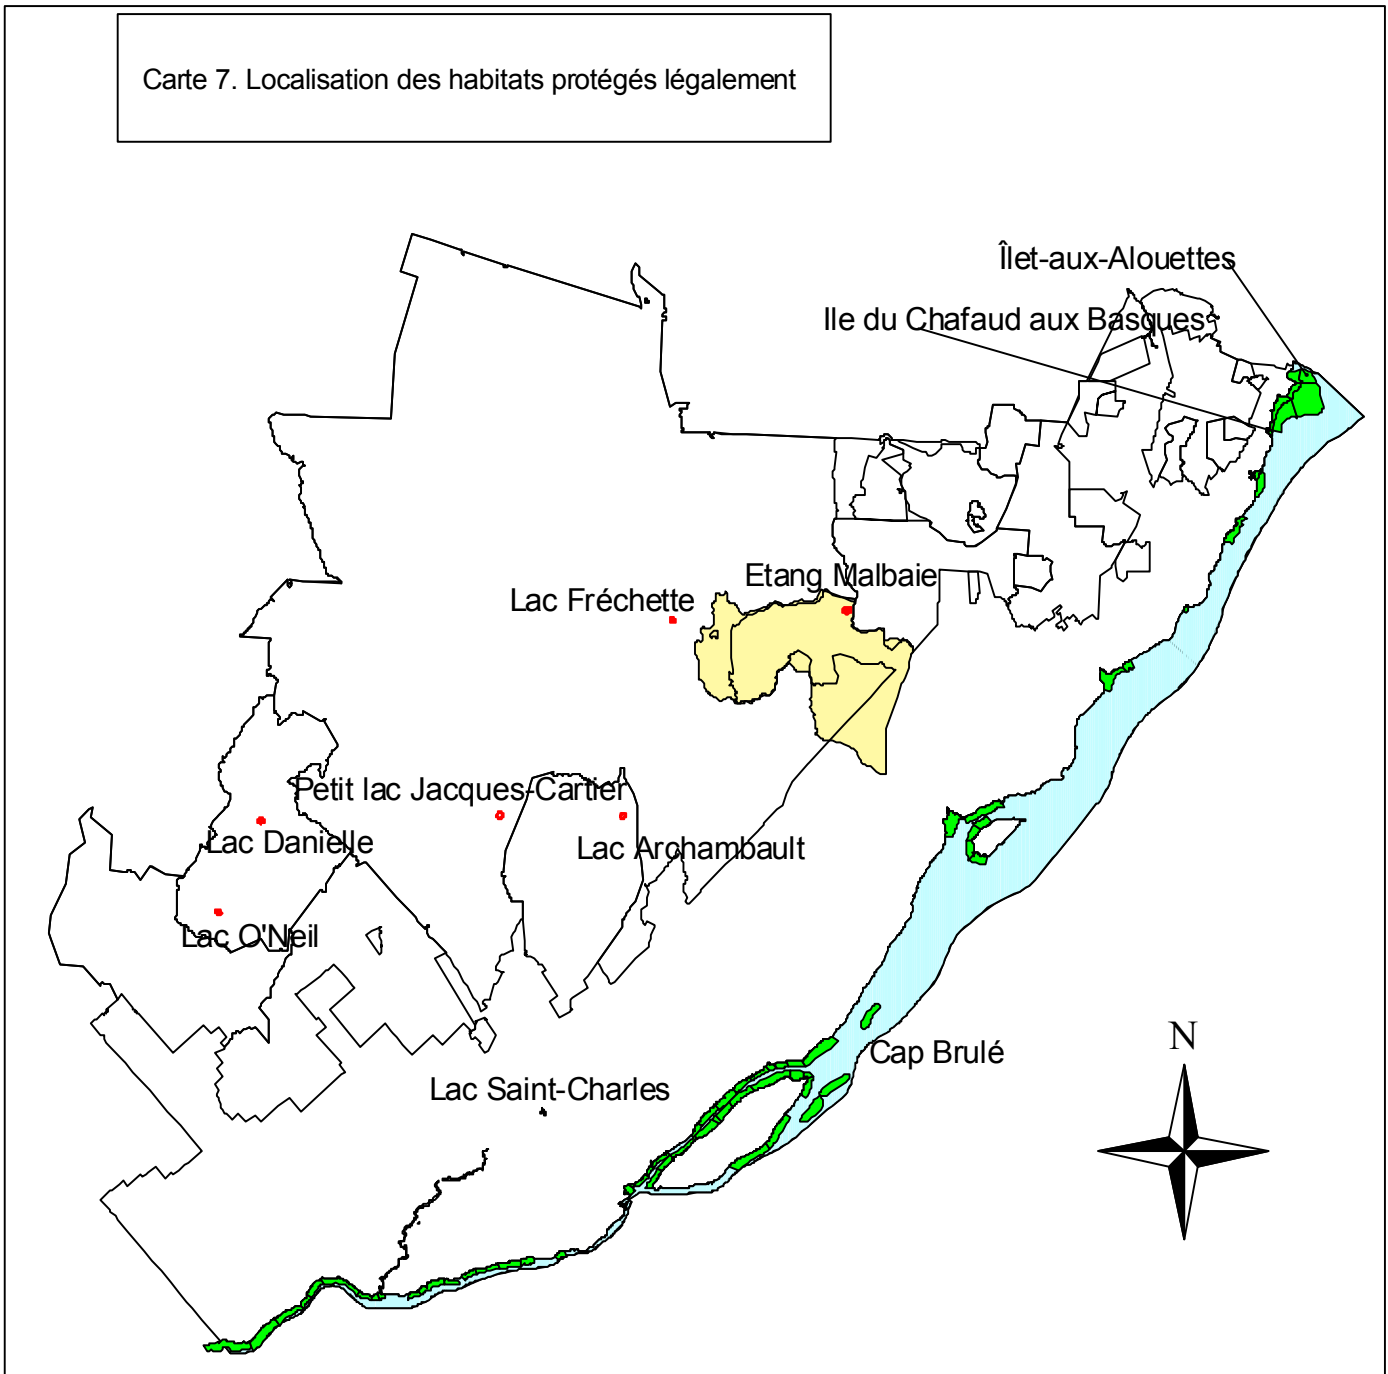 Carte 7. Localisation des habitats protégés légalement
Îlet-aux-Alouettes
Ile du Chafaud aux Basques
Etang Malbaie
Lac Fréchette
Petit lac Jacques-Cartier
Lac Danielle
Lac Archambault
Lac O'Neil
Cap Brulé
N
Lac Saint-Charles